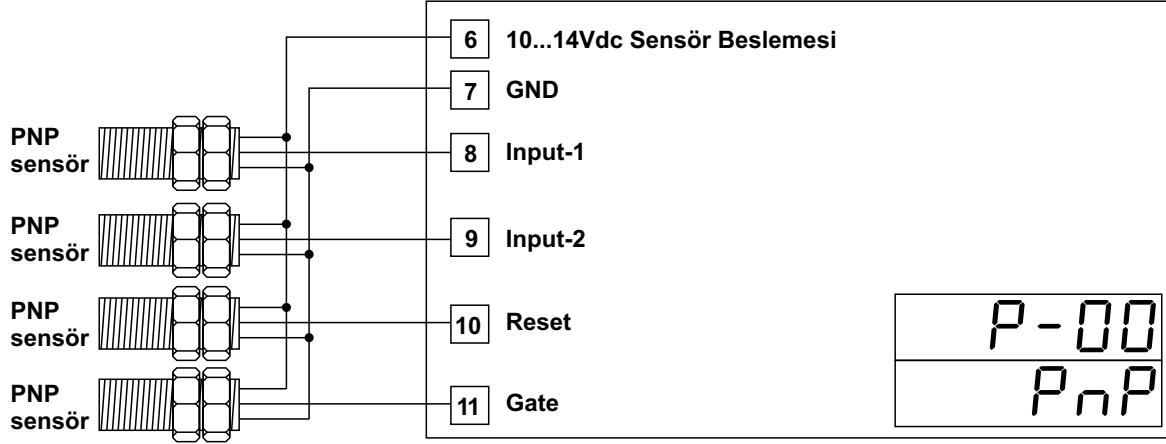 6 10...14Vdc Sensör Beslemesi
7 GND
PNP
sensör
8 Input-1
PNP
sensör
9 Input-2
PNP
sensör
10 Reset
PNP
sensör
11 Gate
P-00
PnP